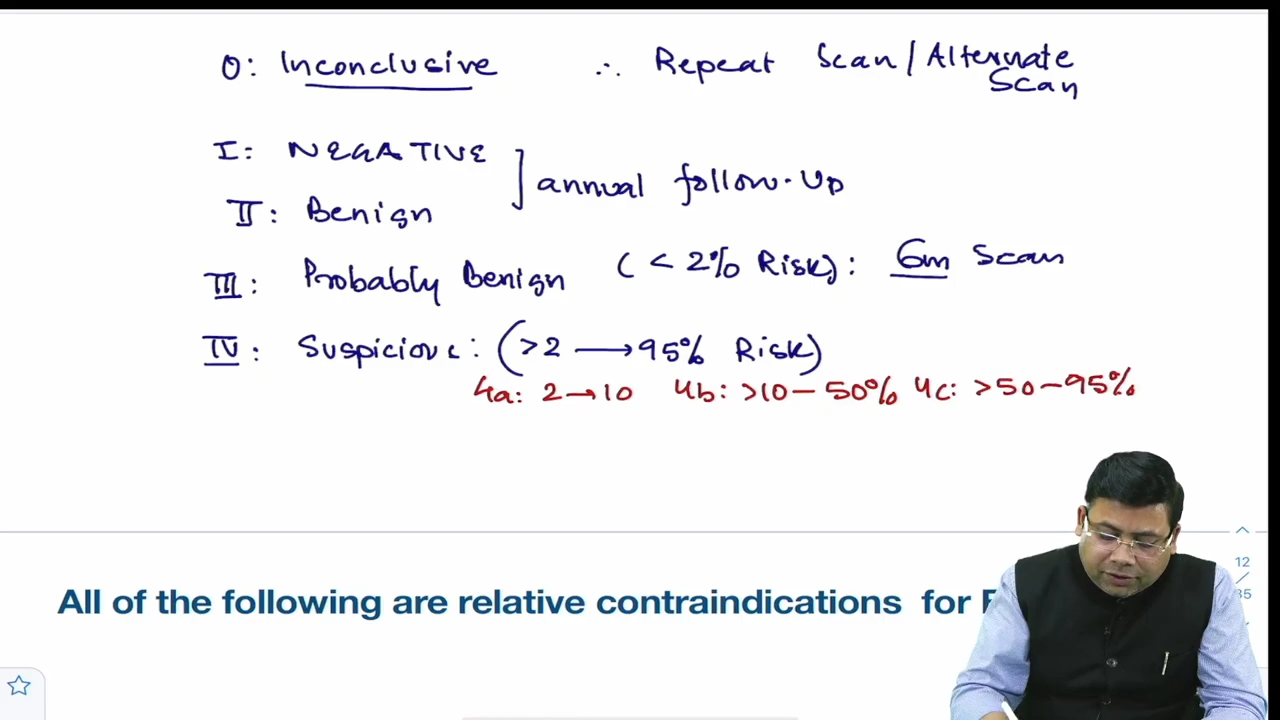 0: Inconclusive ∴ Repeat Scan / Alternate
Scan
I: NEGATIVE
] annual follow-up
II: Benign
III: Probably Benign (< 2% Risk): 6m Scan
IV: Suspicious: (>2 → 95% Risk)
4a: 2→10 4b: >10 – 50% 4c: >50 – 95%
All of the following are relative contraindications for
12
/
35